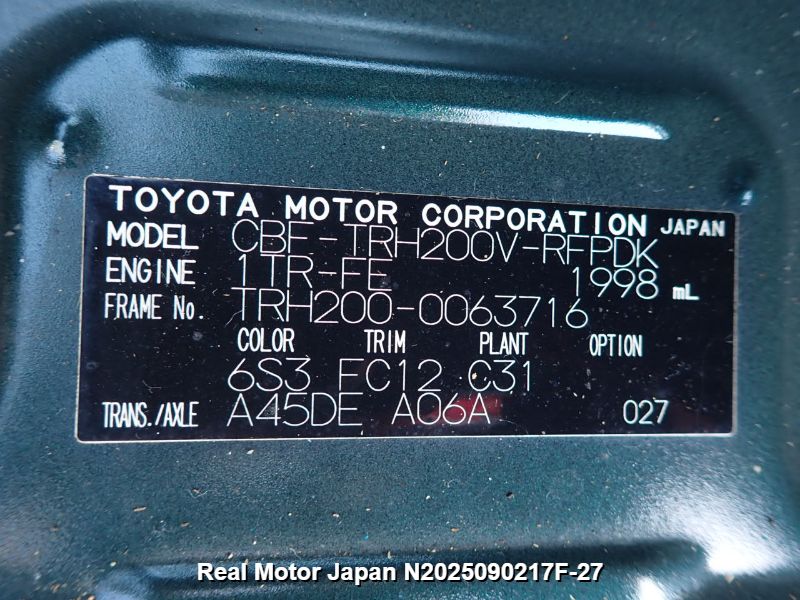 TOYOTA MOTOR CORPORATION JAPAN
MODEL CBF-TRH200V-RFPDK
ENGINE 1TR-FE 1998 mL
FRAME No. TRH200-0063716
COLOR TRIM PLANT OPTION
6S3 FC12 C31
TRANS./AXLE A45DE A06A 027
Real Motor Japan N2025090217F-27